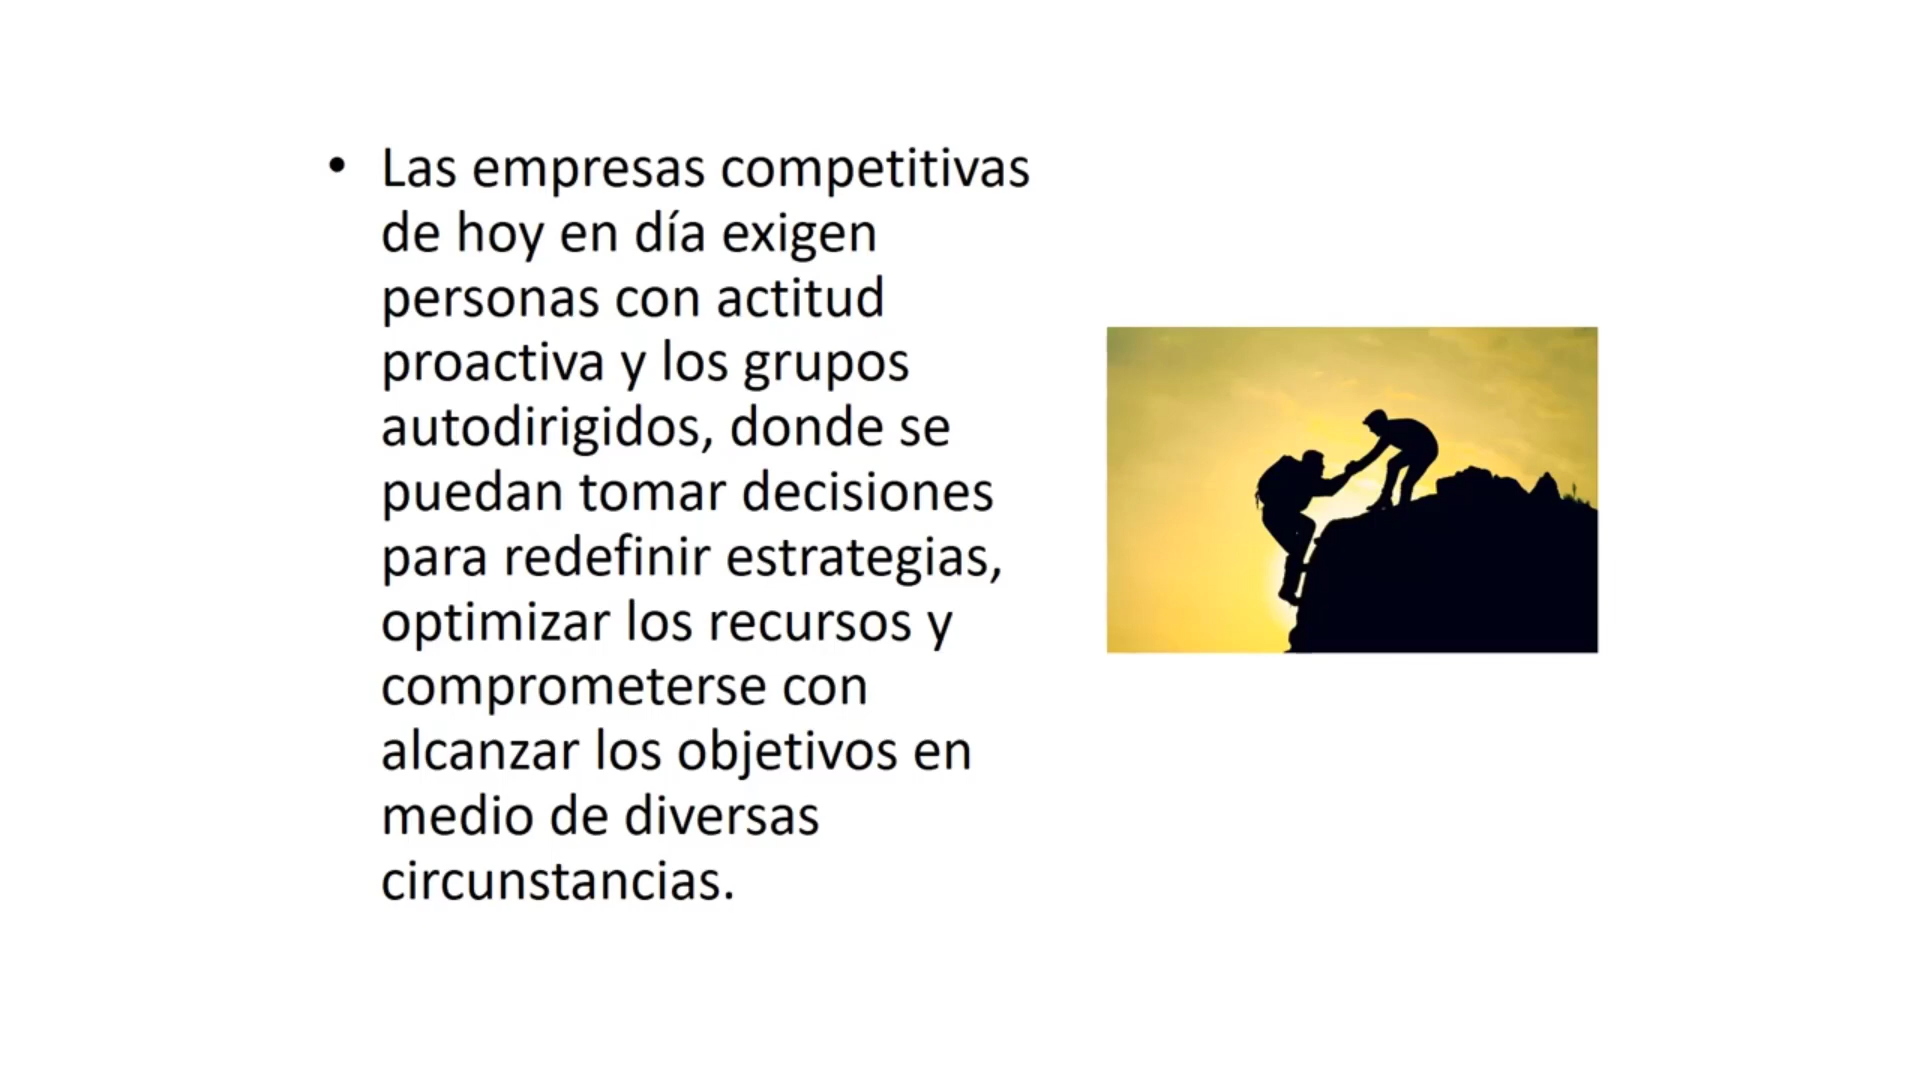 • Las empresas competitivas
de hoy en día exigen
personas con actitud
proactiva y los grupos
autodirigidos, donde se
puedan tomar decisiones
para redefinir estrategias,
optimizar los recursos y
comprometerse con
alcanzar los objetivos en
medio de diversas
circunstancias.